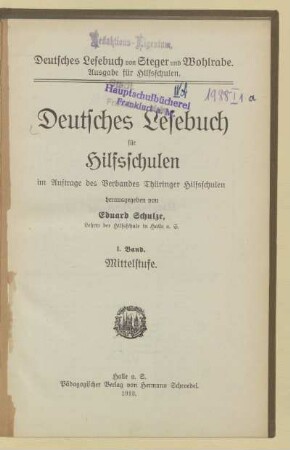 Redaktions-Eigentum.
Deutsches Lesebuch von Steger und Wohlrabe.
Ausgabe für Hilfsschulen.
Hauptschulbücherei
Frankfurt a. M.
Deutsches Lesebuch
für
Hilfsschulen
im Auftrage des Verbandes Thüringer Hilfsschulen
herausgegeben von
Eduard Schulze,
Lehrer der Hilfsschule in Halle a. S.
I. Band.
Mittelstufe.
Halle a. S.
Pädagogischer Verlag von Hermann Schroedel.